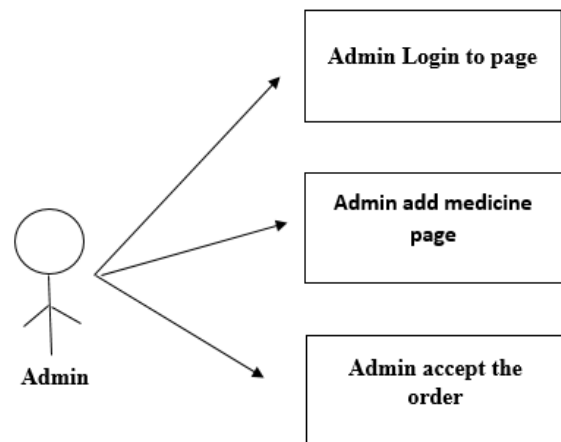 Admin Login to page
Admin add medicine
page
Admin
Admin accept the
order